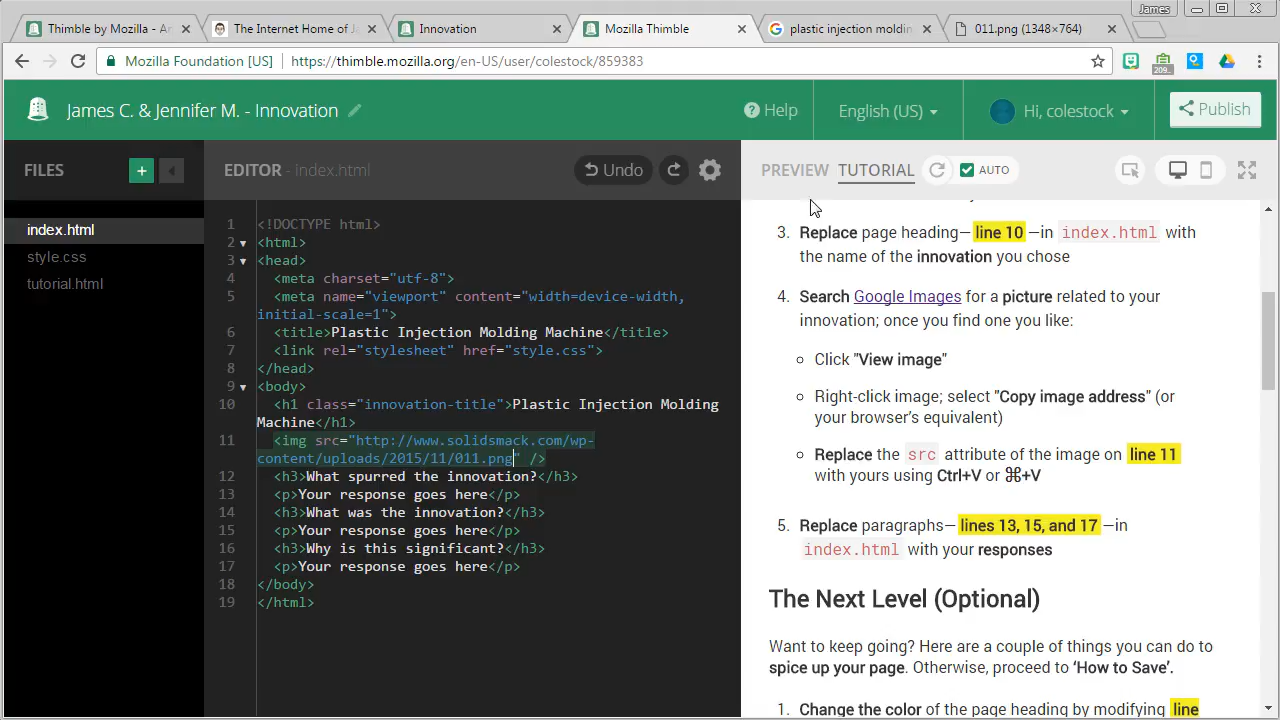 James
Thimble by Mozilla - An
The Internet Home of J
Innovation
Mozilla Thimble
plastic injection moldin
011.png (1348×764)
Mozilla Foundation [US]
https://thimble.mozilla.org/en-US/user/colestock/859383
209...
James C. & Jennifer M. - Innovation
Help
English (US)
Hi, colestock
Publish
FILES
EDITOR - index.html
Undo
PREVIEW
TUTORIAL
AUTO
index.html
style.css
tutorial.html
1 <!DOCTYPE html>
2 <html>
3 <head>
4 <meta charset="utf-8">
5 <meta name="viewport" content="width=device-width,
initial-scale=1">
6 <title>Plastic Injection Molding Machine</title>
7 <link rel="stylesheet" href="style.css">
8 </head>
9 <body>
10 <h1 class="innovation-title">Plastic Injection Molding
Machine</h1>
11 <img src="http://www.solidsmack.com/wp-
content/uploads/2015/11/011.png" />
12 <h3>What spurred the innovation?</h3>
13 <p>Your response goes here</p>
14 <h3>What was the innovation?</h3>
15 <p>Your response goes here</p>
16 <h3>Why is this significant?</h3>
17 <p>Your response goes here</p>
18 </body>
19 </html>
3. Replace page heading—line 10—in index.html with
the name of the innovation you chose
4. Search Google Images for a picture related to your
innovation; once you find one you like:
Click "View image"
Right-click image; select "Copy image address" (or
your browser's equivalent)
Replace the src attribute of the image on line 11
with yours using Ctrl+V or ⌘+V
5. Replace paragraphs—lines 13, 15, and 17—in
index.html with your responses
The Next Level (Optional)
Want to keep going? Here are a couple of things you can do to
spice up your page. Otherwise, proceed to ‘How to Save’.
1. Change the color of the page heading by modifying line